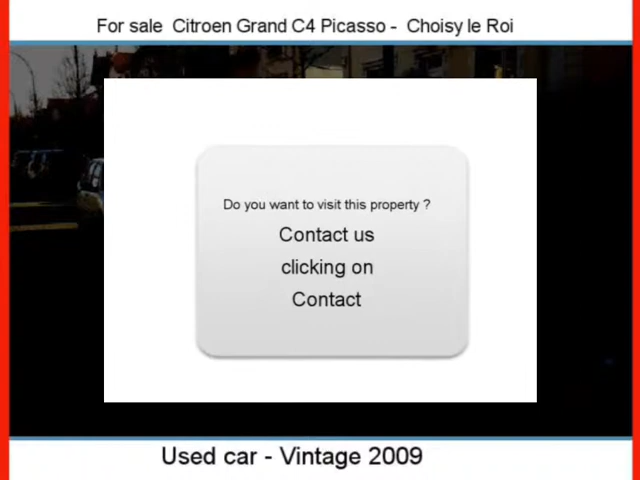 For sale Citroen Grand C4 Picasso - Choisy le Roi
Do you want to visit this property ?
Contact us
clicking on
Contact
Used car - Vintage 2009